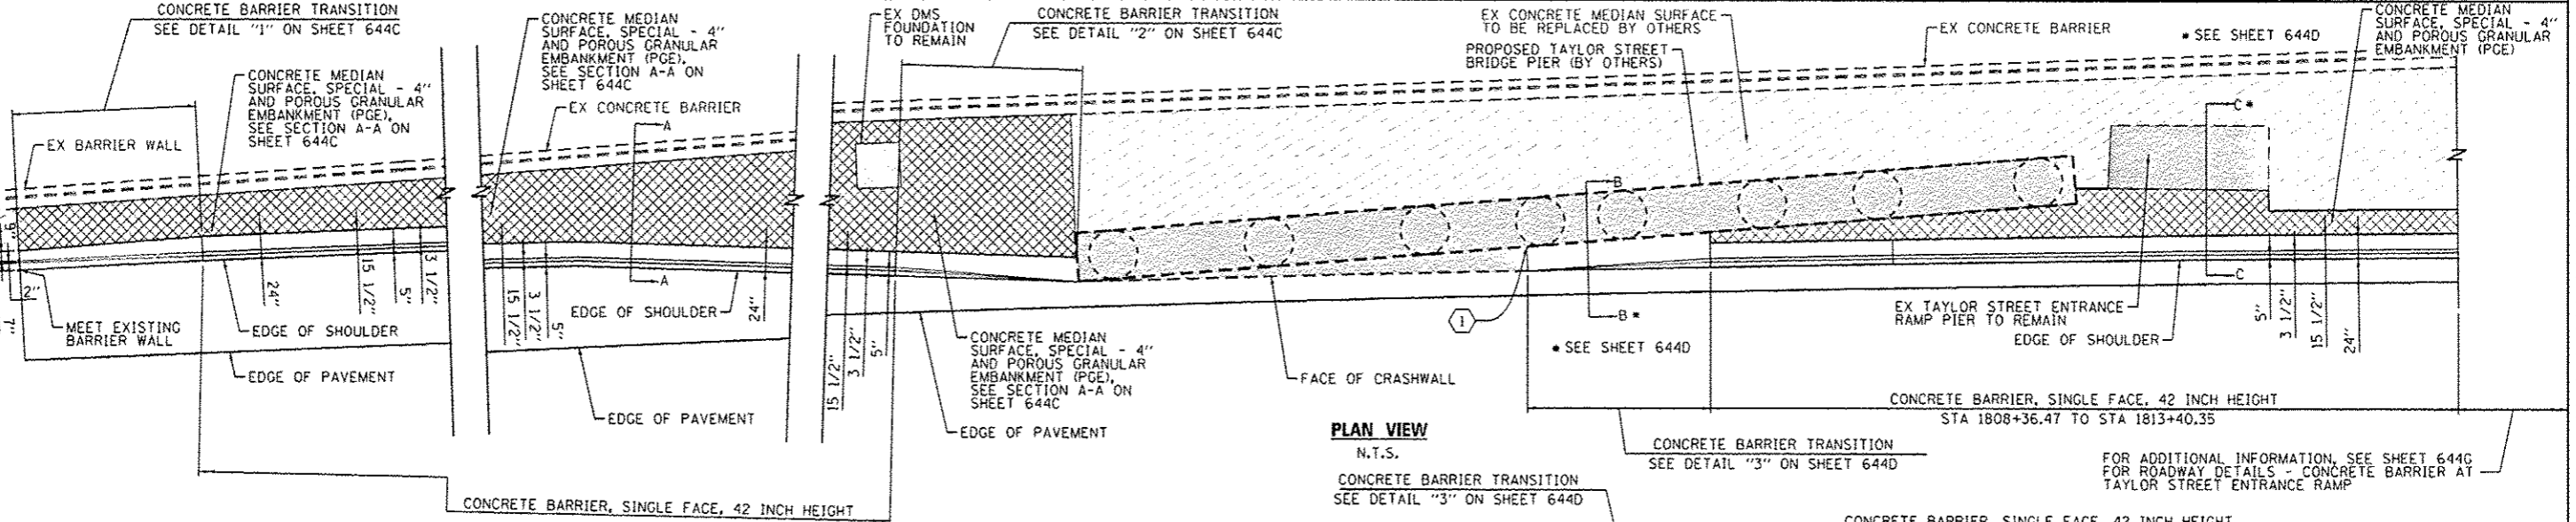 CONCRETE BARRIER TRANSITION
SEE DETAIL "1" ON SHEET 644C
CONCRETE MEDIAN
SURFACE, SPECIAL - 4"
AND POROUS GRANULAR
EMBANKMENT (PGE),
SEE SECTION A-A ON
SHEET 644C
EX BARRIER WALL
CONCRETE MEDIAN
SURFACE, SPECIAL - 4"
AND POROUS GRANULAR
EMBANKMENT (PGE),
SEE SECTION A-A ON
SHEET 644C
EX CONCRETE BARRIER
A
A
EX DMS
FOUNDATION
TO REMAIN
CONCRETE BARRIER TRANSITION
SEE DETAIL "2" ON SHEET 644C
EX CONCRETE MEDIAN SURFACE
TO BE REPLACED BY OTHERS
PROPOSED TAYLOR STREET
BRIDGE PIER (BY OTHERS)
EX CONCRETE BARRIER
* SEE SHEET 644D
CONCRETE MEDIAN
SURFACE, SPECIAL - 4"
AND POROUS GRANULAR
EMBANKMENT (PGE)
C *
C
B
B *
* SEE SHEET 644D
1
2"
7"
MEET EXISTING
BARRIER WALL
EDGE OF SHOULDER
EDGE OF PAVEMENT
24"
15 1/2"
5"
3 1/2"
15 1/2"
3 1/2"
5"
EDGE OF SHOULDER
24"
EDGE OF PAVEMENT
15 1/2"
3 1/2"
5"
CONCRETE MEDIAN
SURFACE, SPECIAL - 4"
AND POROUS GRANULAR
EMBANKMENT (PGE),
SEE SECTION A-A ON
SHEET 644C
EDGE OF PAVEMENT
FACE OF CRASHWALL
EX TAYLOR STREET ENTRANCE
RAMP PIER TO REMAIN
EDGE OF SHOULDER
5"
3 1/2"
15 1/2"
24"
CONCRETE BARRIER, SINGLE FACE, 42 INCH HEIGHT
STA 1808+36.47 TO STA 1813+40.35
PLAN VIEW
N.T.S.
CONCRETE BARRIER TRANSITION
SEE DETAIL "3" ON SHEET 644D
CONCRETE BARRIER TRANSITION
SEE DETAIL "3" ON SHEET 644D
FOR ADDITIONAL INFORMATION, SEE SHEET 644G
FOR ROADWAY DETAILS - CONCRETE BARRIER AT
TAYLOR STREET ENTRANCE RAMP
CONCRETE BARRIER, SINGLE FACE, 42 INCH HEIGHT
CONCRETE BARRIER, SINGLE FACE, 42 INCH HEIGHT